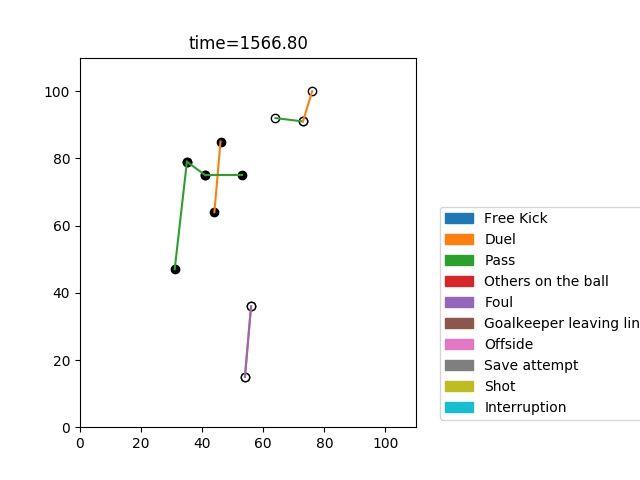 time=1566.80
100
80
60
40
20
0
0 20 40 60 80 100
Free Kick
Duel
Pass
Others on the ball
Foul
Goalkeeper leaving lin
Offside
Save attempt
Shot
Interruption